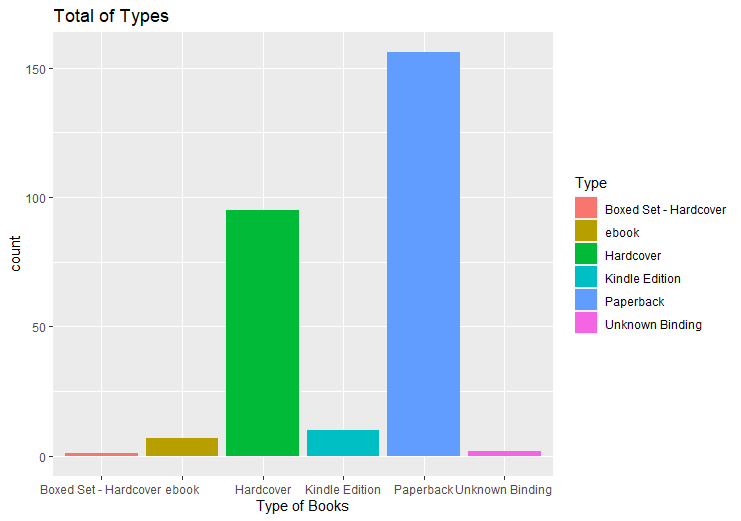 Total of Types
150
100
50
0
count
Boxed Set - Hardcover ebook Hardcover Kindle Edition Paperback Unknown Binding
Type of Books
Type
Boxed Set - Hardcover
ebook
Hardcover
Kindle Edition
Paperback
Unknown Binding